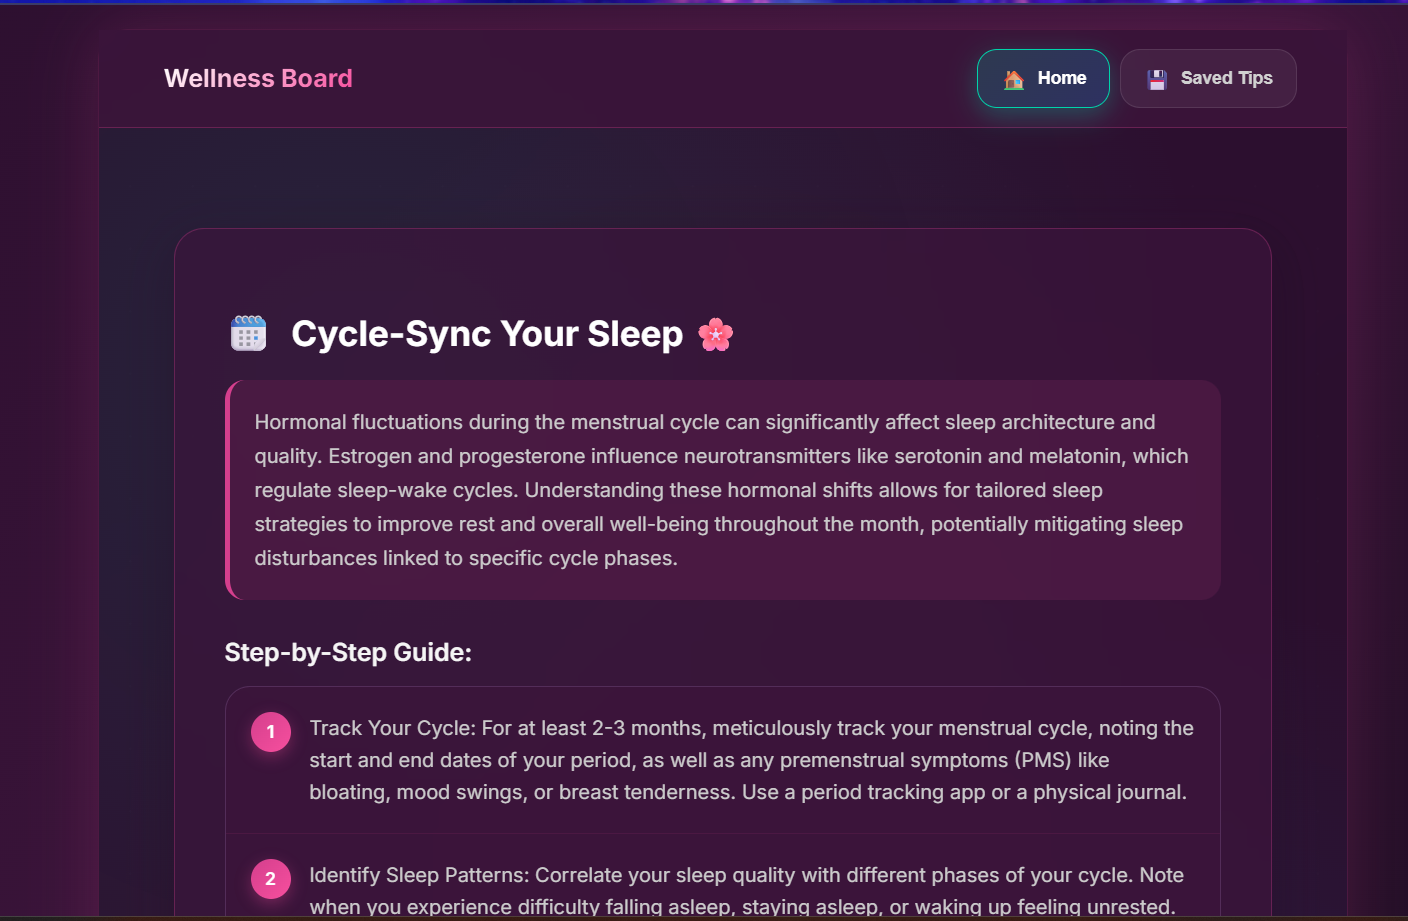 Wellness Board
Home
Saved Tips
Cycle-Sync Your Sleep
Hormonal fluctuations during the menstrual cycle can significantly affect sleep architecture and
quality. Estrogen and progesterone influence neurotransmitters like serotonin and melatonin, which
regulate sleep-wake cycles. Understanding these hormonal shifts allows for tailored sleep
strategies to improve rest and overall well-being throughout the month, potentially mitigating sleep
disturbances linked to specific cycle phases.
Step-by-Step Guide:
1 Track Your Cycle: For at least 2-3 months, meticulously track your menstrual cycle, noting the
start and end dates of your period, as well as any premenstrual symptoms (PMS) like
bloating, mood swings, or breast tenderness. Use a period tracking app or a physical journal.
2 Identify Sleep Patterns: Correlate your sleep quality with different phases of your cycle. Note
when you experience difficulty falling asleep, staying asleep, or waking up feeling unrested.